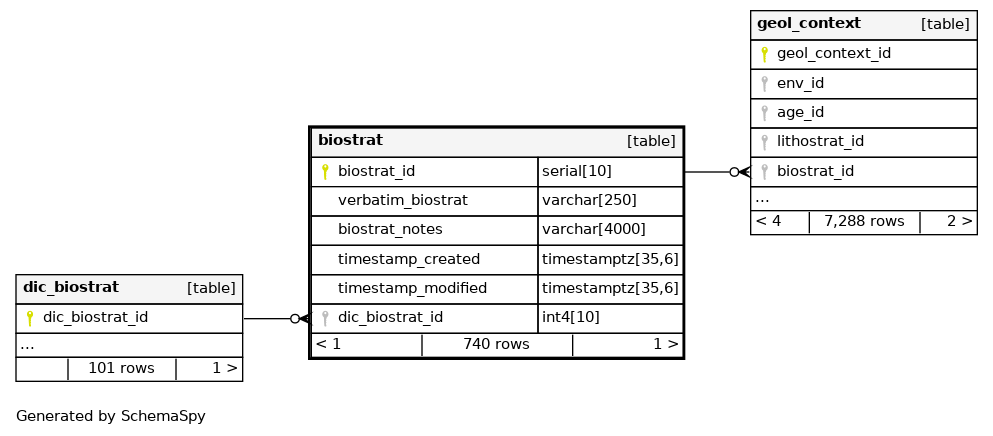 geol_context [table]
geol_context_id
env_id
age_id
lithostrat_id
biostrat_id
...
< 4 7,288 rows 2 >
biostrat [table]
biostrat_id serial[10]
verbatim_biostrat varchar[250]
biostrat_notes varchar[4000]
timestamp_created timestamptz[35,6]
timestamp_modified timestamptz[35,6]
dic_biostrat_id int4[10]
< 1 740 rows 1 >
dic_biostrat [table]
dic_biostrat_id
...
101 rows 1 >
Generated by SchemaSpy